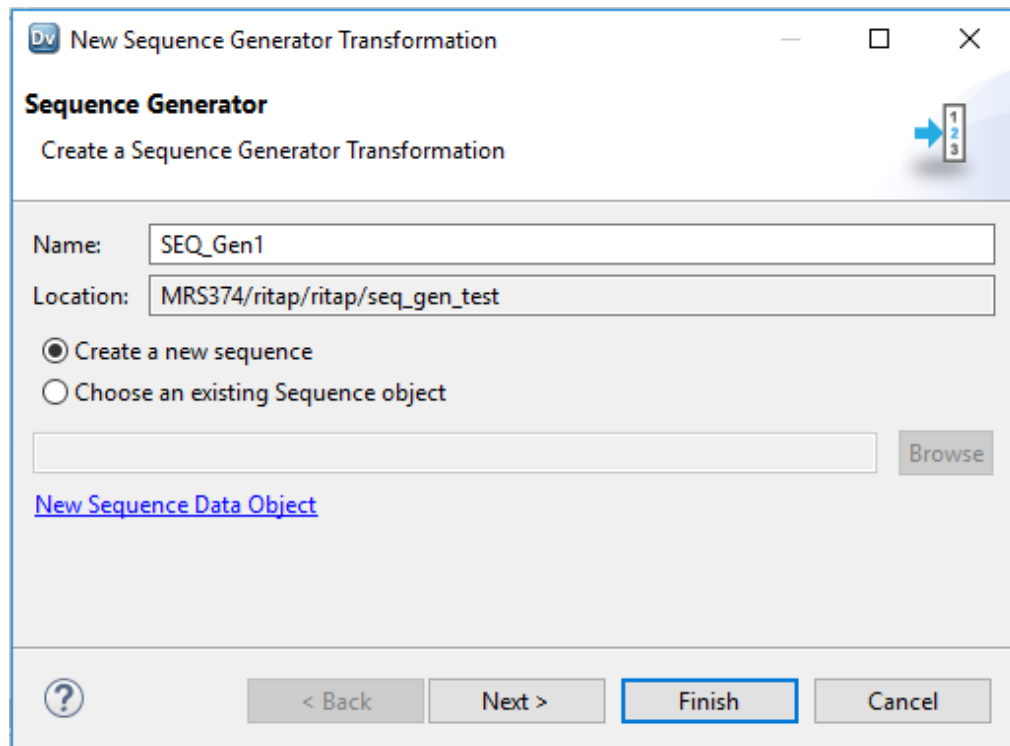 Dv New Sequence Generator Transformation
Sequence Generator
Create a Sequence Generator Transformation
1
2
3
Name: SEQ_Gen1
Location: MRS374/ritap/ritap/seq_gen_test
Create a new sequence
Choose an existing Sequence object
Browse
New Sequence Data Object
? < Back Next > Finish Cancel